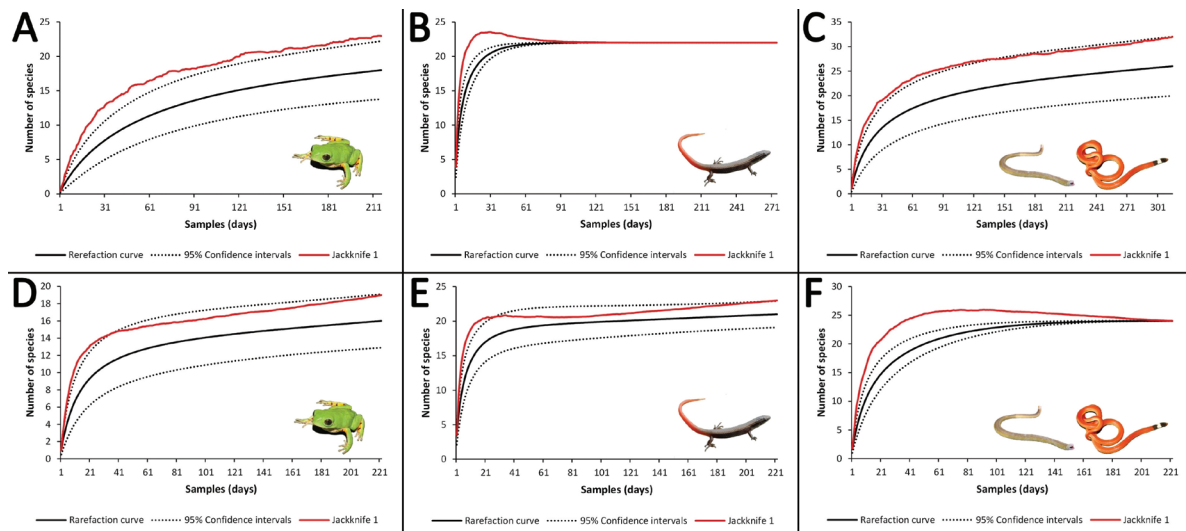 A
Number of species
25
20
15
10
5
0
1 31 61 91 121 151 181 211
Samples (days)
Rarefaction curve 95% Confidence intervals Jackknife 1
B
Number of species
25
20
15
10
5
0
1 31 61 91 121 151 181 211 241 271
Samples (days)
Rarefaction curve 95% Confidence intervals Jackknife 1
C
Number of species
35
30
25
20
15
10
5
0
1 31 61 91 121 151 181 211 241 271 301
Samples (days)
Rarefaction curve 95% Confidence intervals Jackknife 1
D
Number of species
20
18
16
14
12
10
8
6
4
2
0
1 21 41 61 81 101 121 141 161 181 201 221
Samples (days)
Rarefaction curve 95% Confidence intervals Jackknife 1
E
Number of species
25
20
15
10
5
0
1 21 41 61 81 101 121 141 161 181 201 221
Samples (days)
Rarefaction curve 95% Confidence intervals Jackknife 1
F
Number of species
30
25
20
15
10
5
0
1 21 41 61 81 101 121 141 161 181 201 221
Samples (days)
Rarefaction curve 95% Confidence intervals Jackknife 1